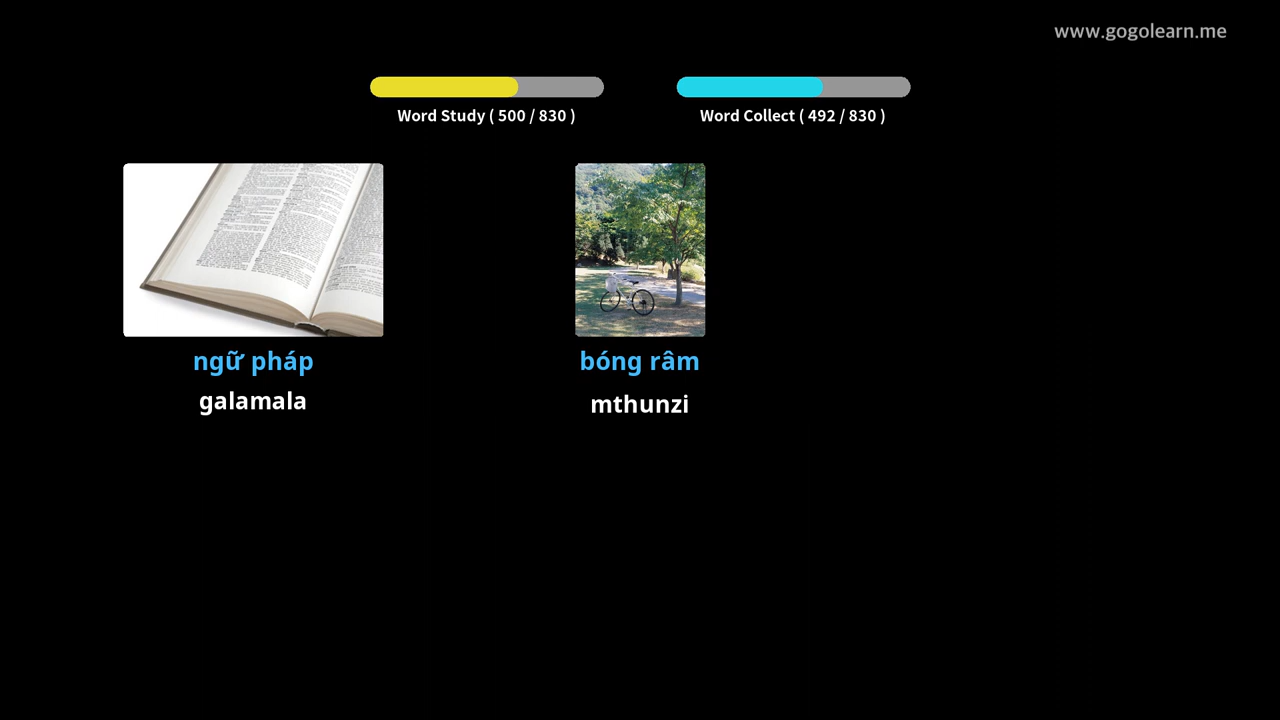 www.gogolearn.me
Word Study ( 500 / 830 )
Word Collect ( 492 / 830 )
ngữ pháp
galamala
bóng râm
mthunzi